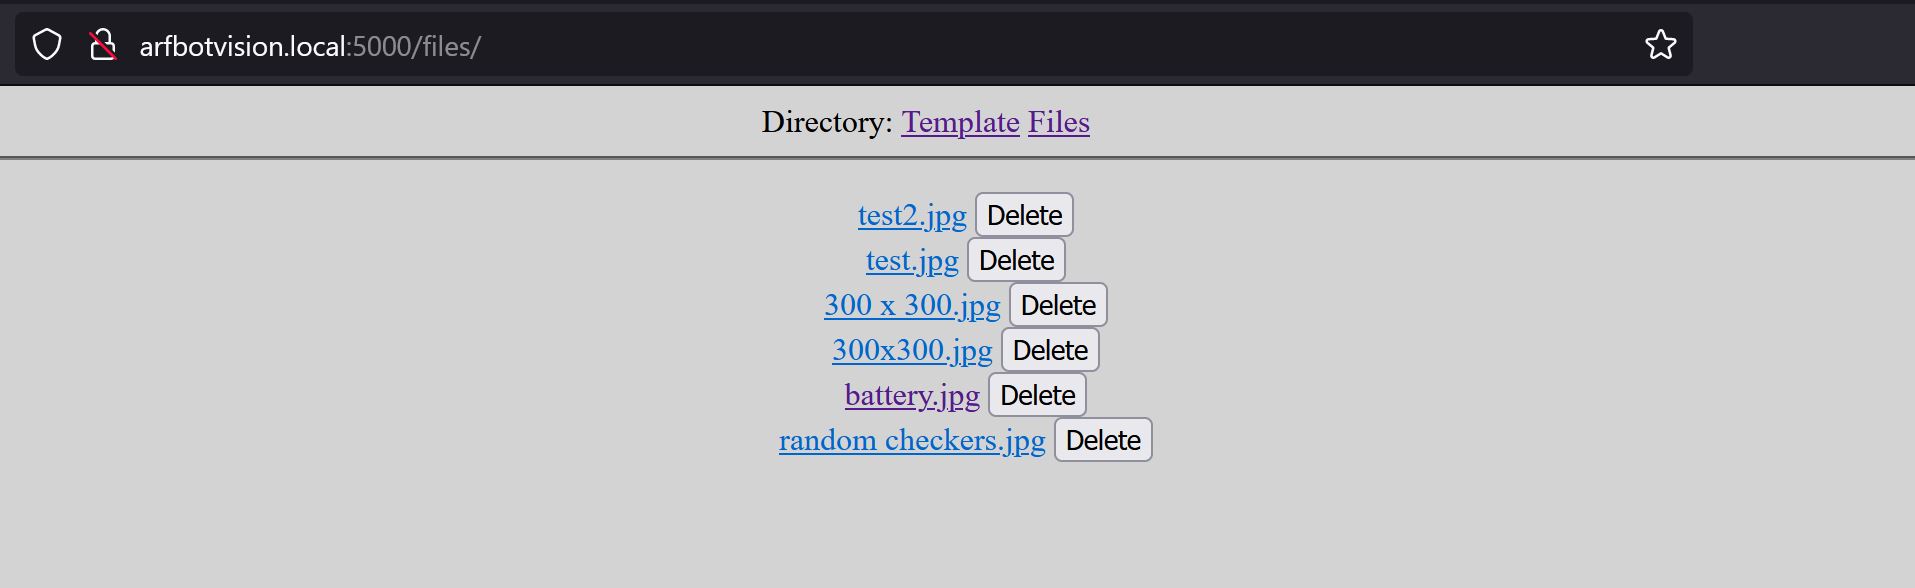 arfbotvision.local:5000/files/
Directory: Template Files
test2.jpg Delete
test.jpg Delete
300 x 300.jpg Delete
300x300.jpg Delete
battery.jpg Delete
random checkers.jpg Delete